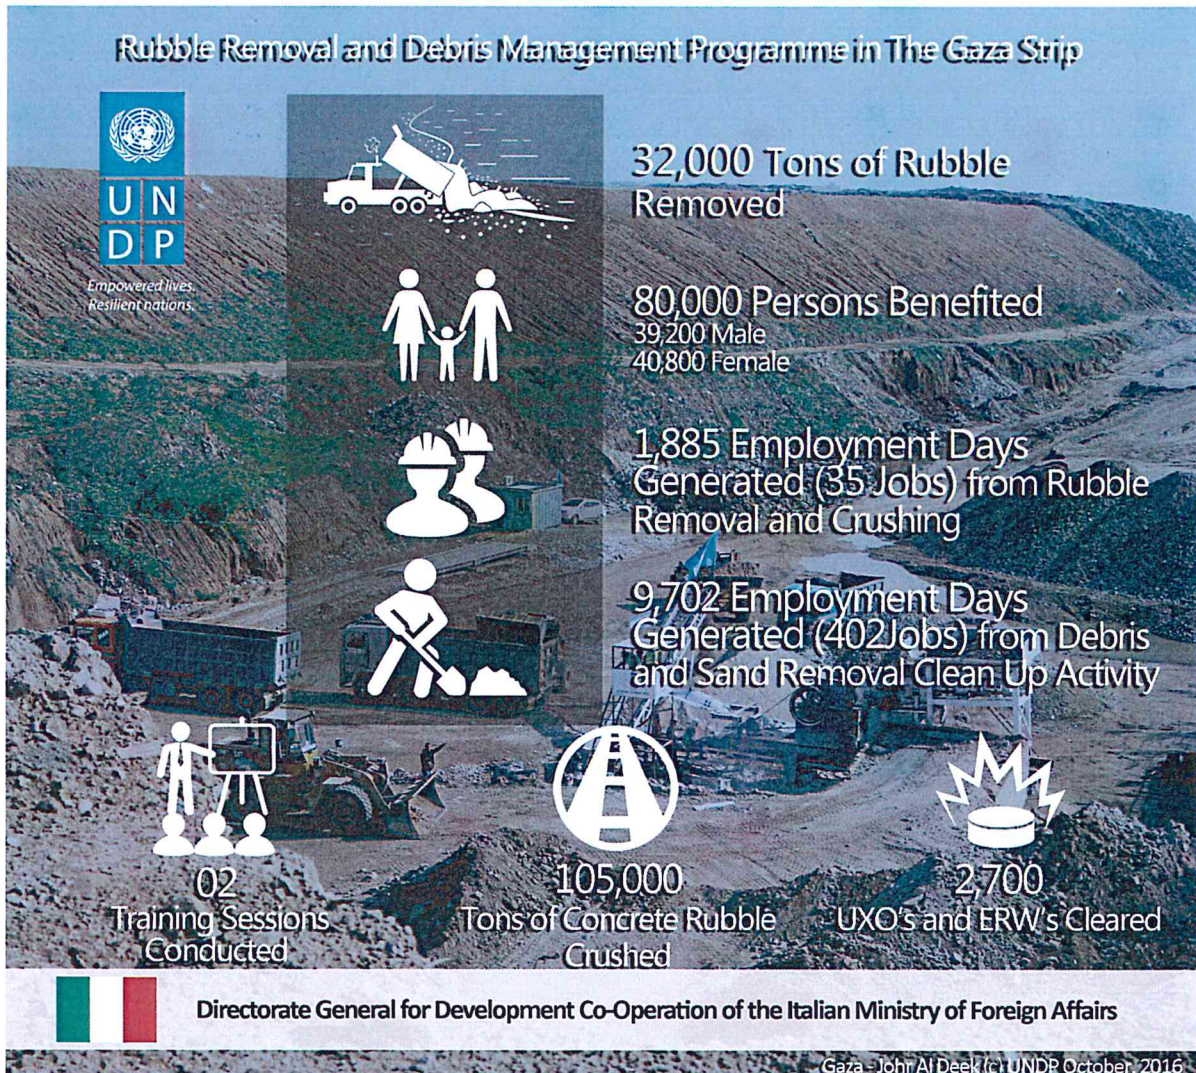 Rubble Removal and Debris Management Programme in The Gaza Strip
U N
D P
Empowered lives.
Resilient nations.
32,000 Tons of Rubble
Removed
80,000 Persons Benefited
39,200 Male
40,800 Female
1,885 Employment Days
Generated (35 Jobs) from Rubble
Removal and Crushing
9,702 Employment Days
Generated (402Jobs) from Debris
and Sand Removal Clean Up Activity
02
Training Sessions
Conducted
105,000
Tons of Concrete Rubble
Crushed
2,700
UXO's and ERW's Cleared
Directorate General for Development Co-Operation of the Italian Ministry of Foreign Affairs
Gaza - John Al Deek (c) UNDP October, 2016